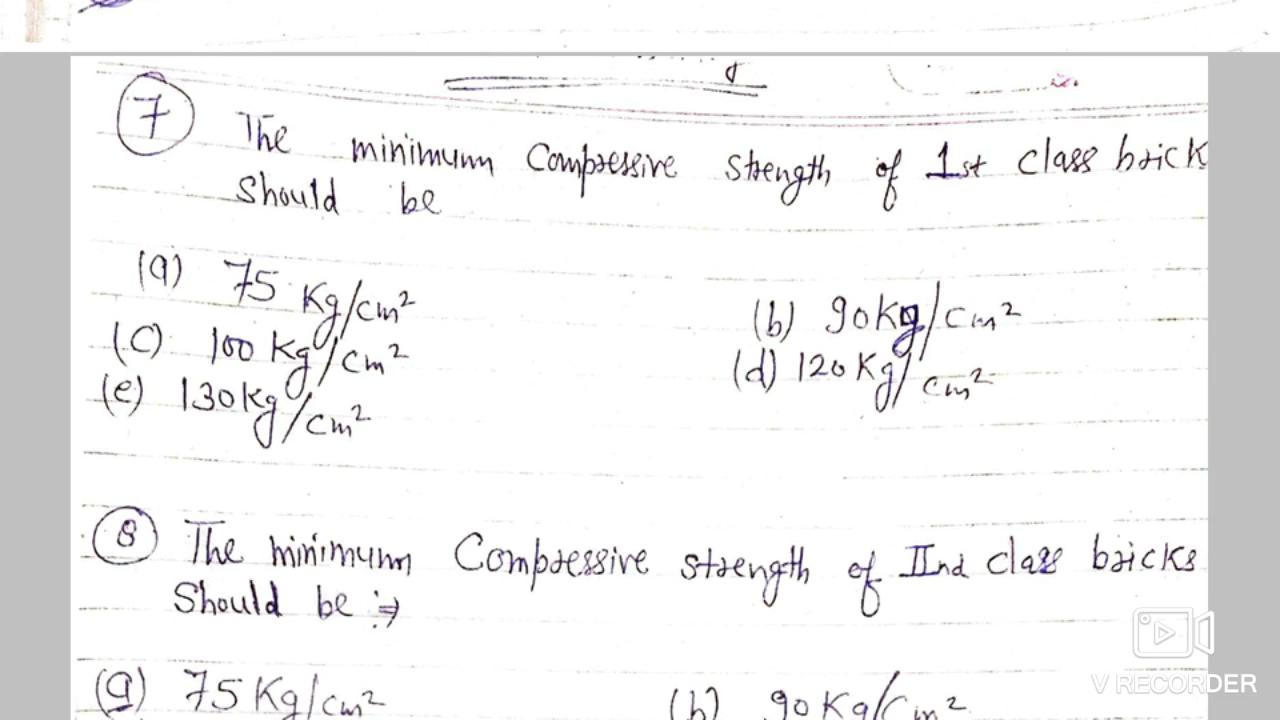 7 The minimum Compressive strength of 1st class brick
Should be
(a) 75 Kg/cm² (b) 90 Kg/cm²
(c) 100 Kg/cm² (d) 120 Kg/cm²
(e) 130 kg/cm²
8 The minimum Compressive strength of IInd class bricks
Should be :⇒
(a) 75 Kg/cm² (b) 90 Kg/cm²
V RECORDER